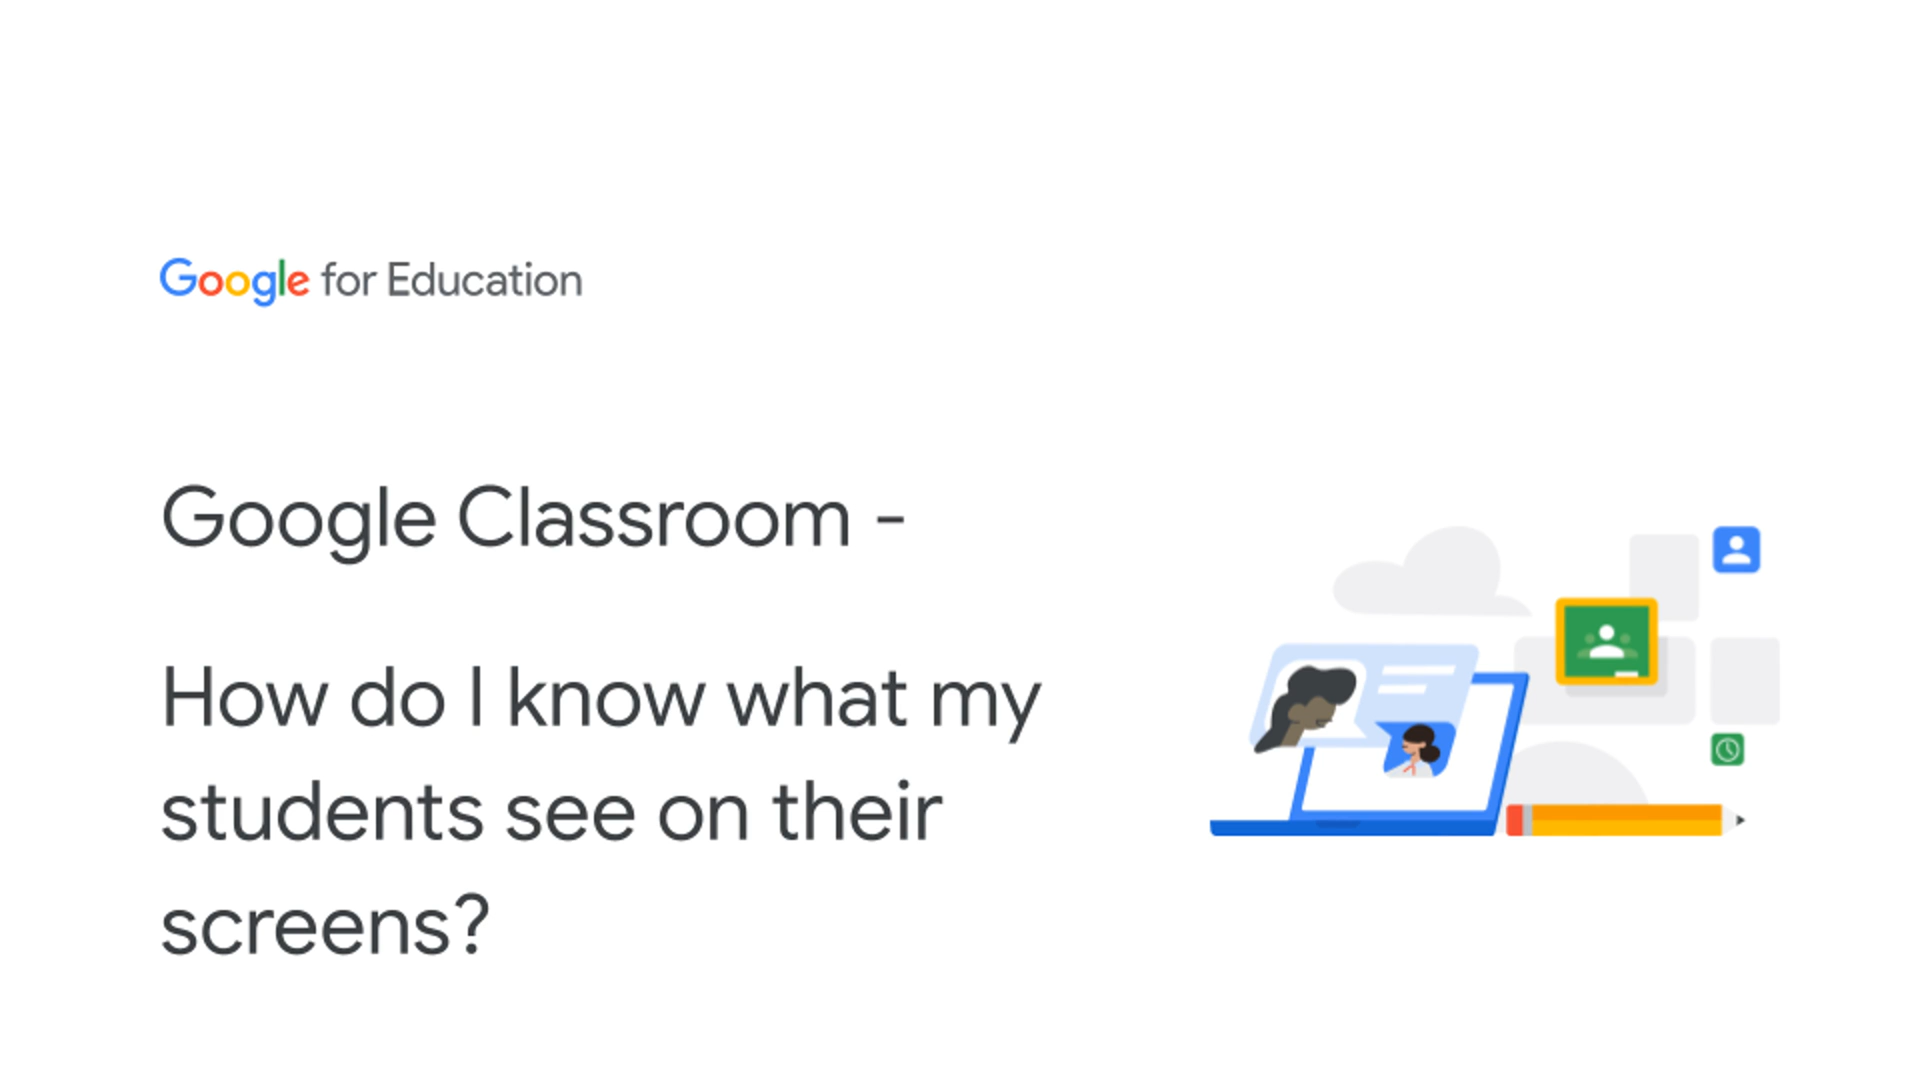 Google for Education
Google Classroom -
How do I know what my
students see on their
screens?